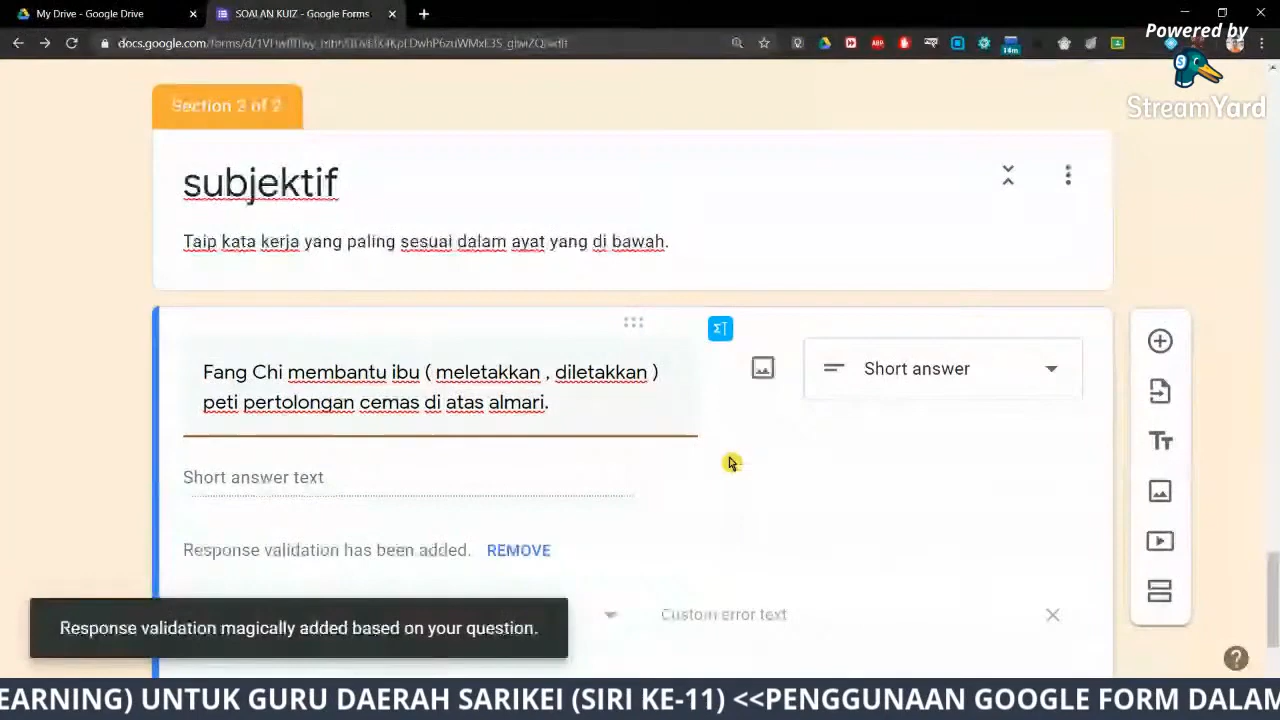 My Drive - Google Drive
SOALAN KUIZ - Google Forms
Powered by
StreamYard
Section 2 of 2
subjektif
Taip kata kerja yang paling sesuai dalam ayat yang di bawah.
Fang Chi membantu ibu ( meletakkan , diletakkan )
peti pertolongan cemas di atas almari.
Short answer
Short answer text
Response validation has been added. REMOVE
Custom error text
Response validation magically added based on your question.
EARNING) UNTUK GURU DAERAH SARIKEI (SIRI KE-11) <<PENGGUNAAN GOOGLE FORM DALAM